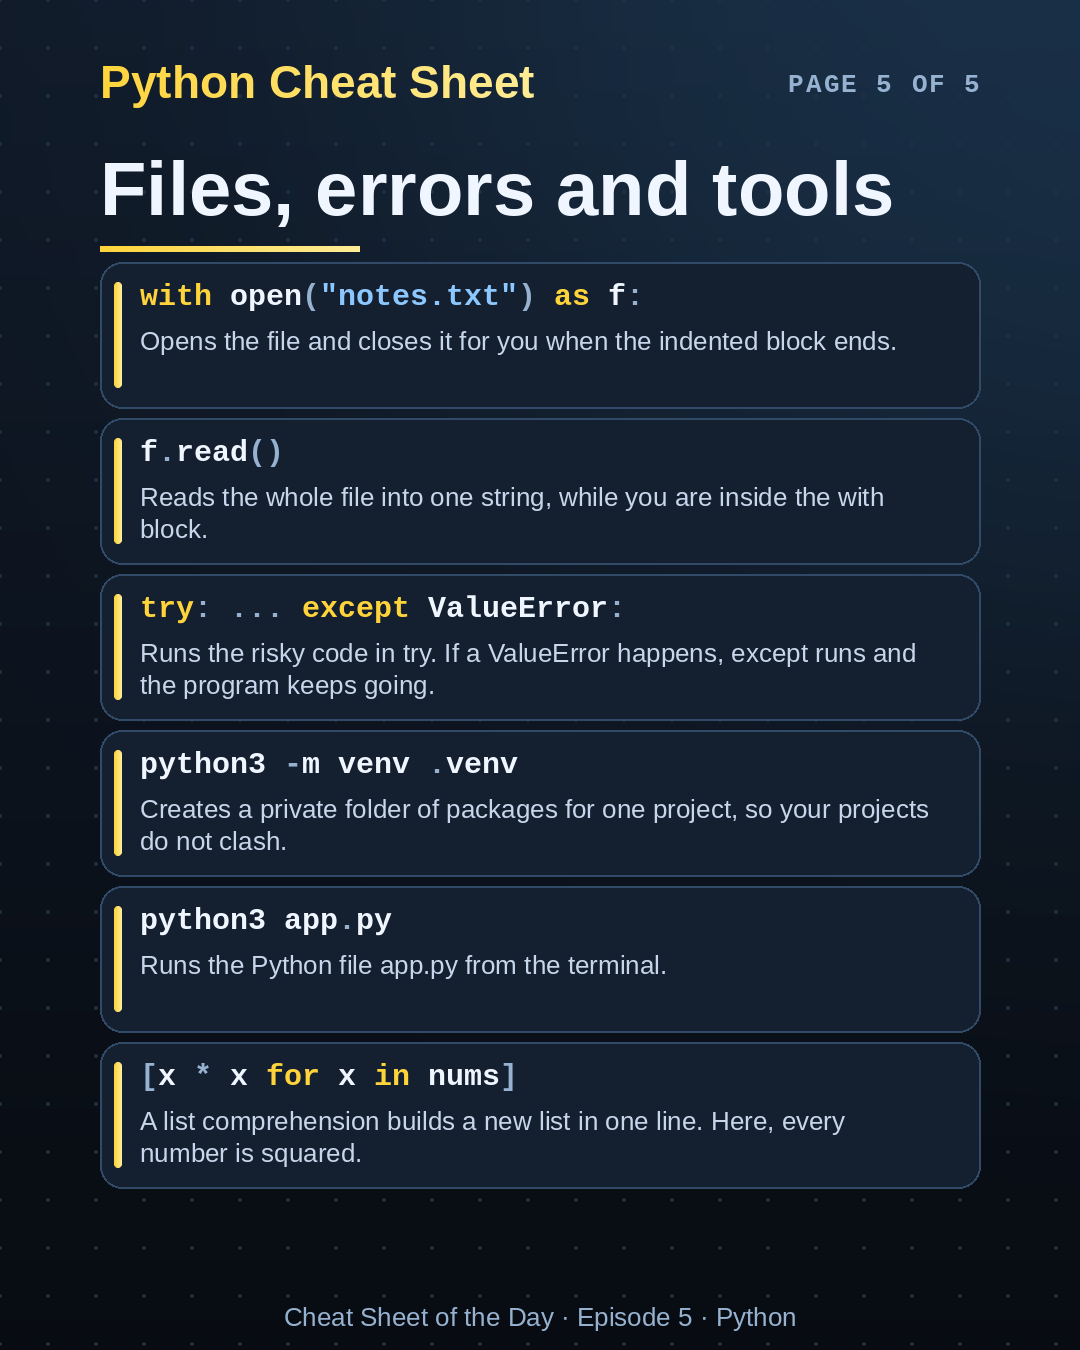 Python Cheat Sheet
PAGE 5 OF 5
Files, errors and tools
with open("notes.txt") as f:
Opens the file and closes it for you when the indented block ends.
f.read()
Reads the whole file into one string, while you are inside the with
block.
try: ... except ValueError:
Runs the risky code in try. If a ValueError happens, except runs and
the program keeps going.
python3 -m venv .venv
Creates a private folder of packages for one project, so your projects
do not clash.
python3 app.py
Runs the Python file app.py from the terminal.
[x * x for x in nums]
A list comprehension builds a new list in one line. Here, every
number is squared.
Cheat Sheet of the Day · Episode 5 · Python